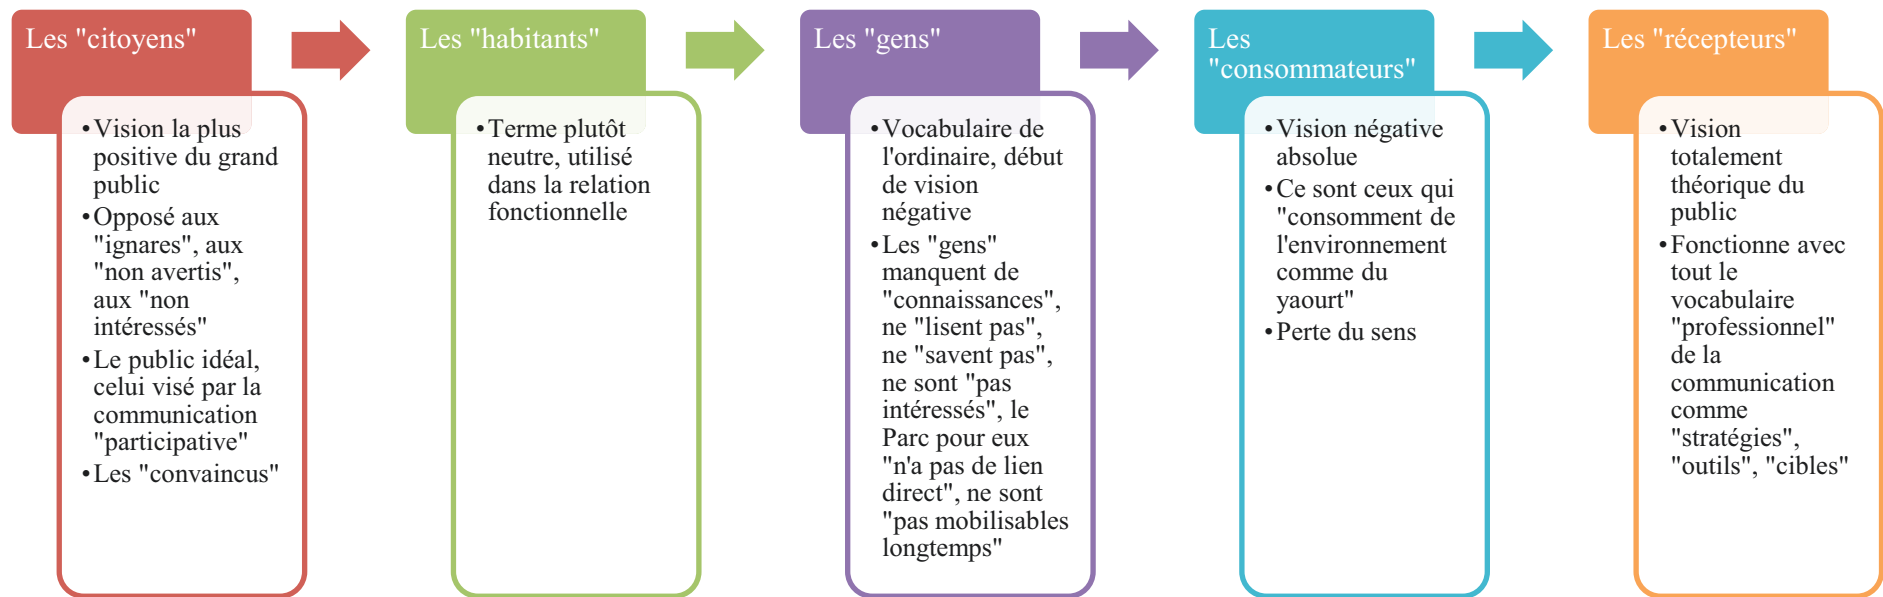 Les "citoyens"
•Vision la plus
positive du grand
public
•Opposé aux
"ignares", aux
"non avertis",
aux "non
intéressés"
•Le public idéal,
celui visé par la
communication
"participative"
•Les "convaincus"
Les "habitants"
•Terme plutôt
neutre, utilisé
dans la relation
fonctionnelle
Les "gens"
•Vocabulaire de
l'ordinaire, début
de vision
négative
•Les "gens"
manquent de
"connaissances",
ne "lisent pas",
ne "savent pas",
ne sont "pas
intéressés", le
Parc pour eux
"n'a pas de lien
direct", ne sont
"pas mobilisables
longtemps"
Les
"consommateurs"
•Vision négative
absolue
•Ce sont ceux qui
"consomment de
l'environnement
comme du
yaourt"
•Perte du sens
Les "récepteurs"
•Vision
totalement
théorique du
public
•Fonctionne avec
tout le
vocabulaire
"professionnel"
de la
communication
comme
"stratégies",
"outils", "cibles"